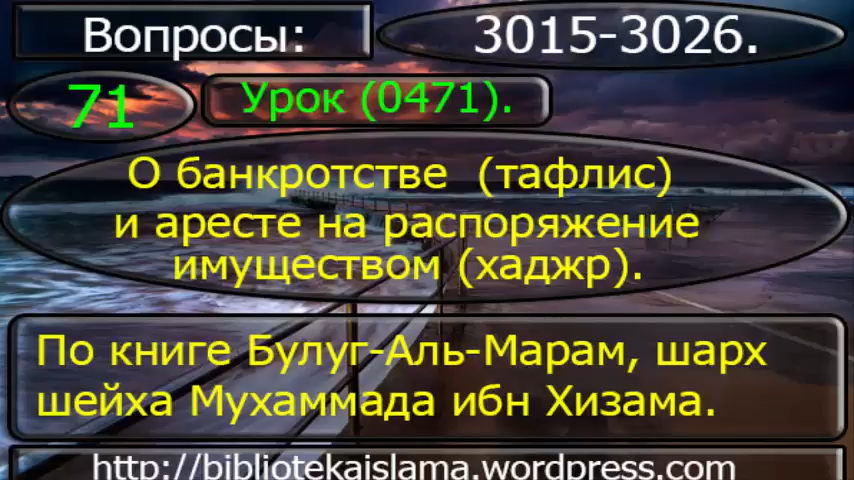 Вопросы:
3015-3026.
71
Урок (0471).
О банкротстве (тафлис)
и аресте на распоряжение
имуществом (хаджр).
По книге Булуг-Аль-Марам, шарх
шейха Мухаммада ибн Хизама.
http://bibliotekaislama.wordpress.com